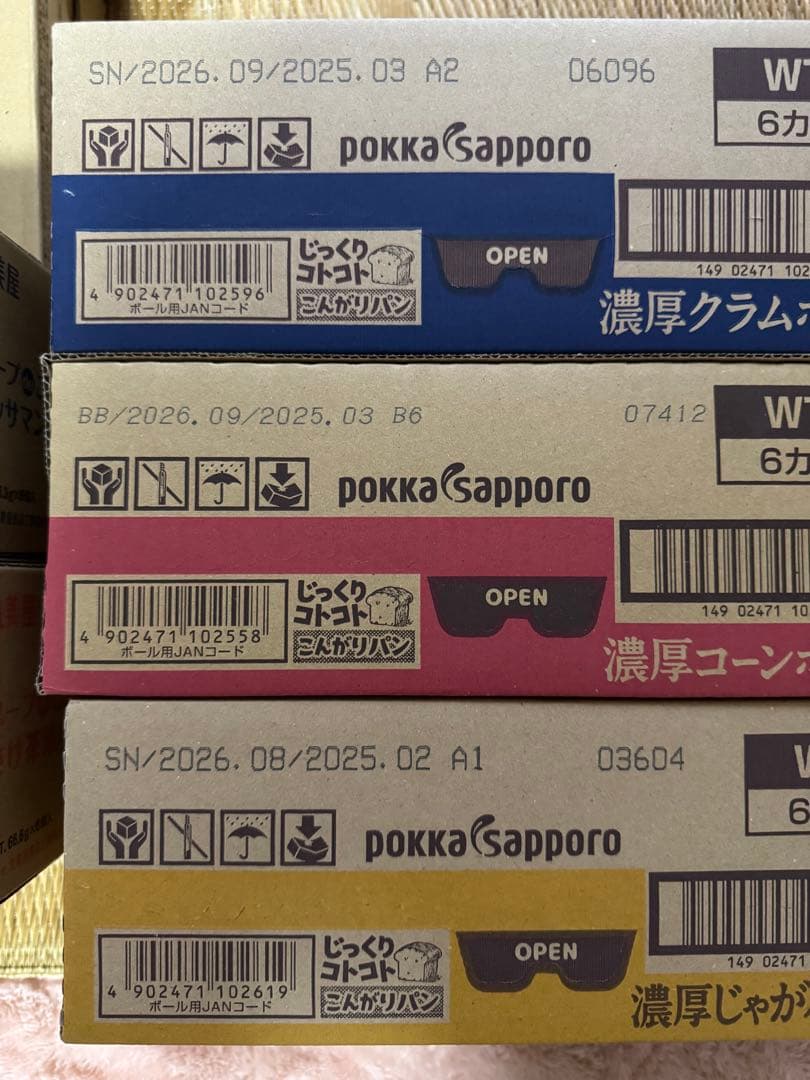 SN/2026.09/2025.03 A2 06096
WT
6カ
pokka sapporo
OPEN
じっくり
コトコト
こんがりパン
4 902471 102596
ボール用JANコード
149 02471 102
濃厚クラム
BB/2026.09/2025.03 B6 07412
WT
6カ
pokka sapporo
OPEN
じっくり
コトコト
こんがりパン
4 902471 102558
ボール用JANコード
149 02471 10
濃厚コーン
SN/2026.08/2025.02 A1 03604
W
6
pokka sapporo
OPEN
じっくり
コトコト
こんがりパン
4 902471 102619
ボール用JANコード
149 02471
濃厚じゃが